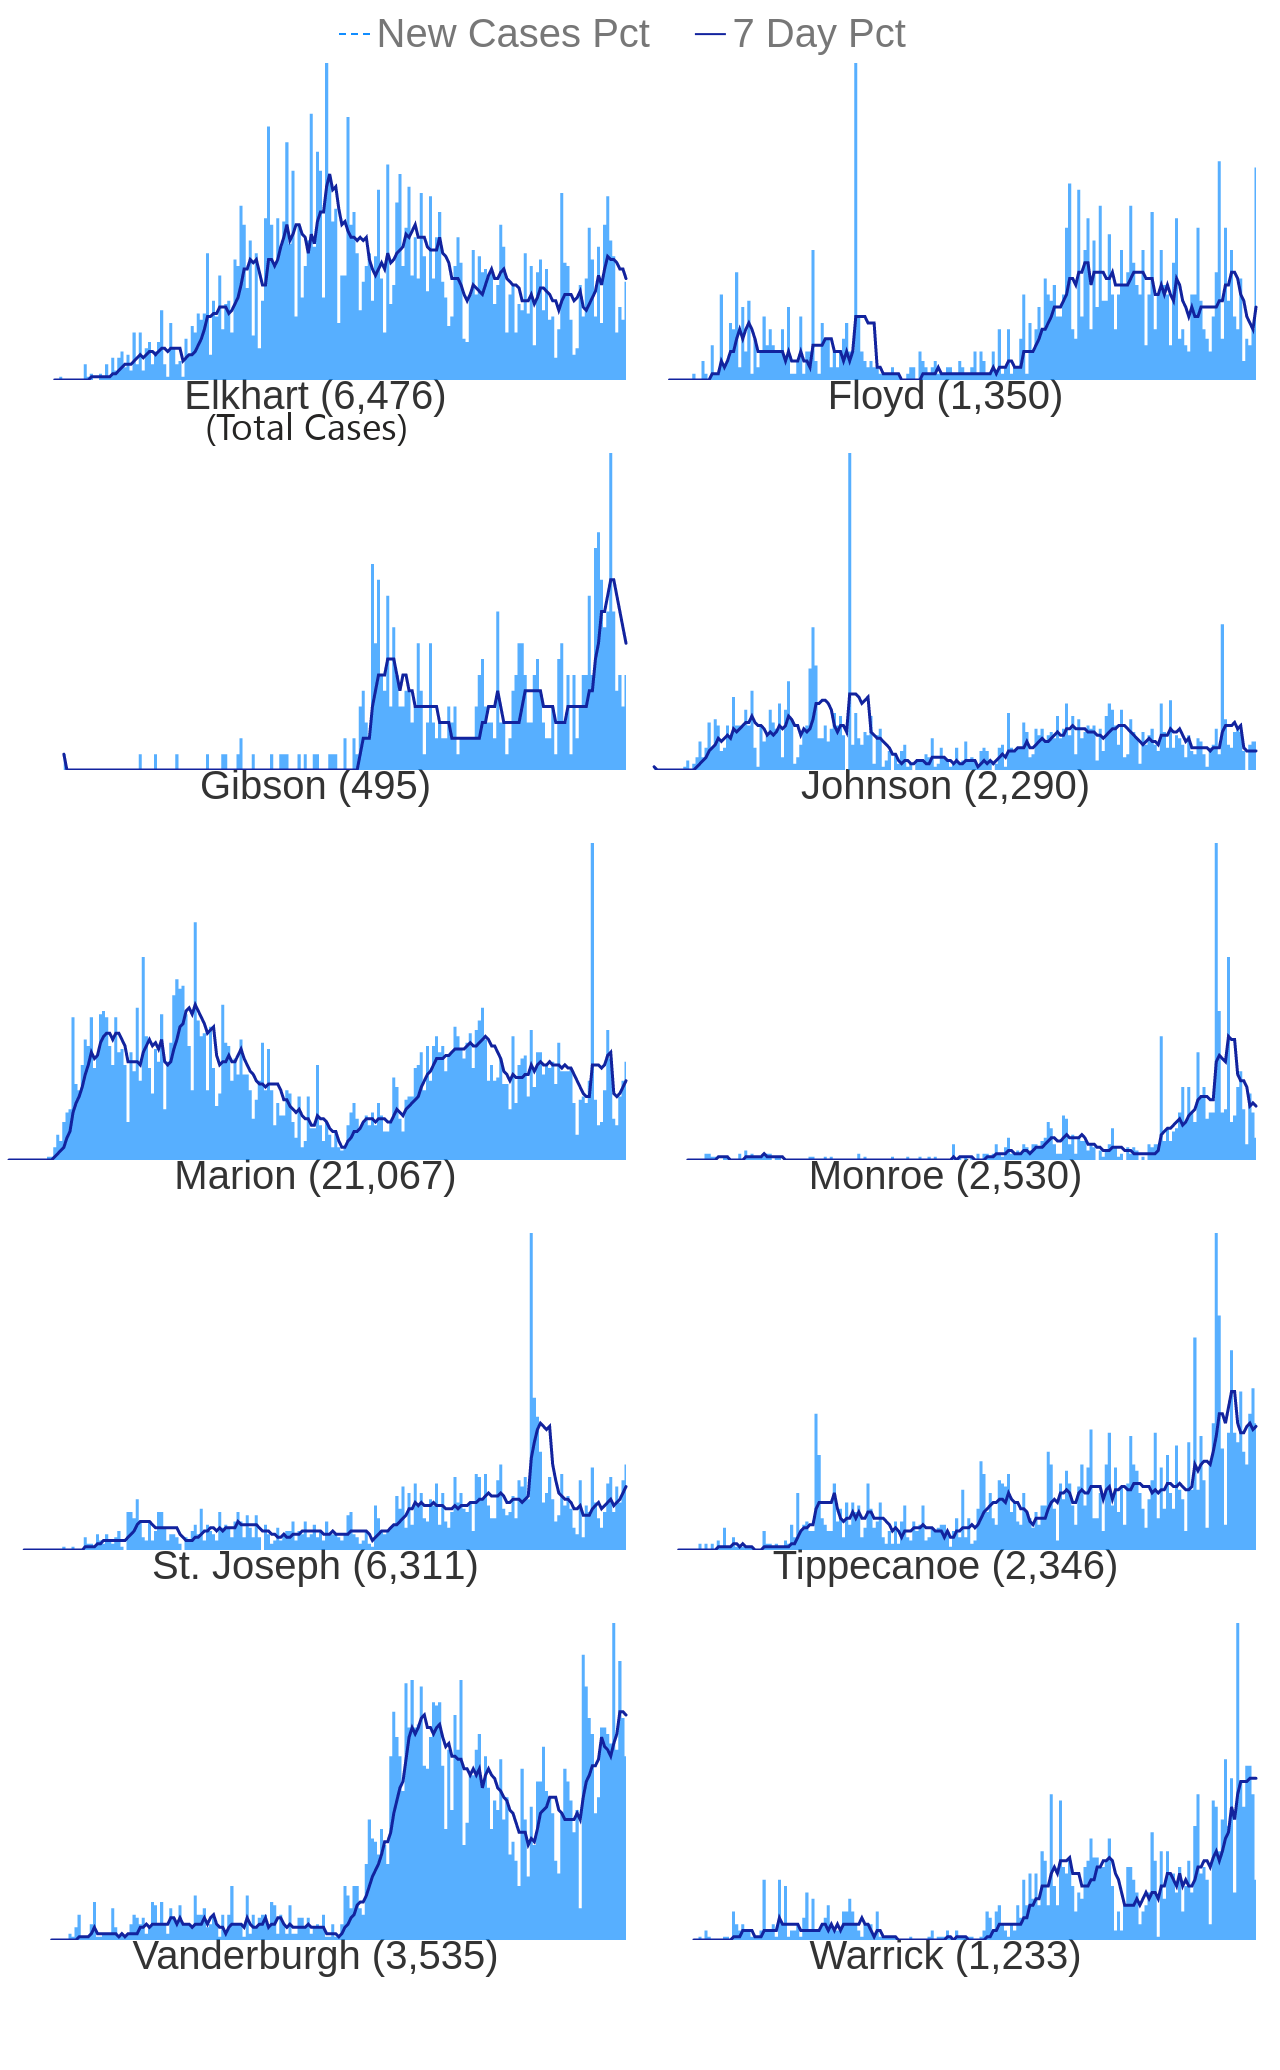 New Cases Pct 7 Day Pct
Elkhart (6,476) Floyd (1,350)
(Total Cases)
Gibson (495) Johnson (2,290)
Marion (21,067) Monroe (2,530)
St. Joseph (6,311) Tippecanoe (2,346)
Vanderburgh (3,535) Warrick (1,233)